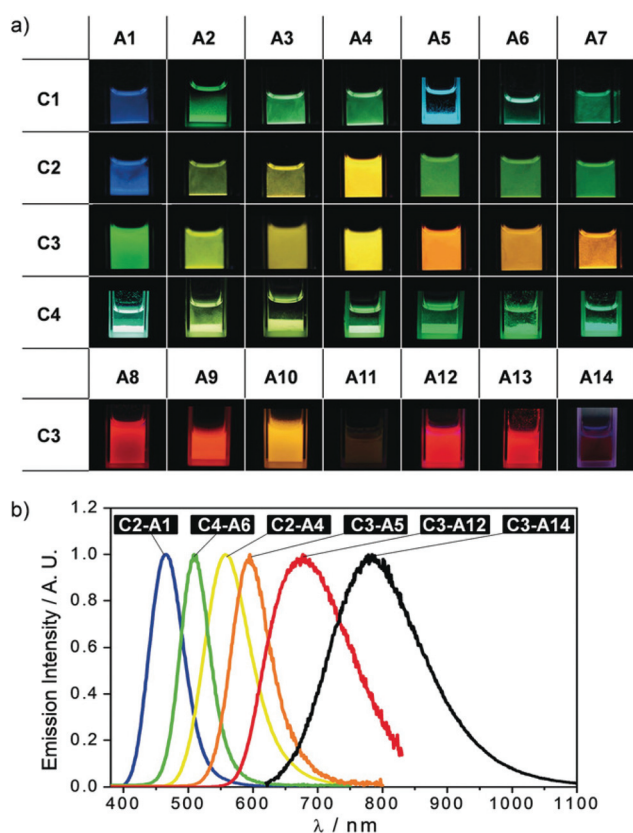 a)
A1 A2 A3 A4 A5 A6 A7
C1
C2
C3
C4
A8 A9 A10 A11 A12 A13 A14
C3
b)
1.2
C2-A1 C4-A6 C2-A4 C3-A5 C3-A12 C3-A14
1.0
0.8
0.6
0.4
0.2
0.0
Emission Intensity / A. U.
400 500 600 700 800 900 1000 1100
λ / nm